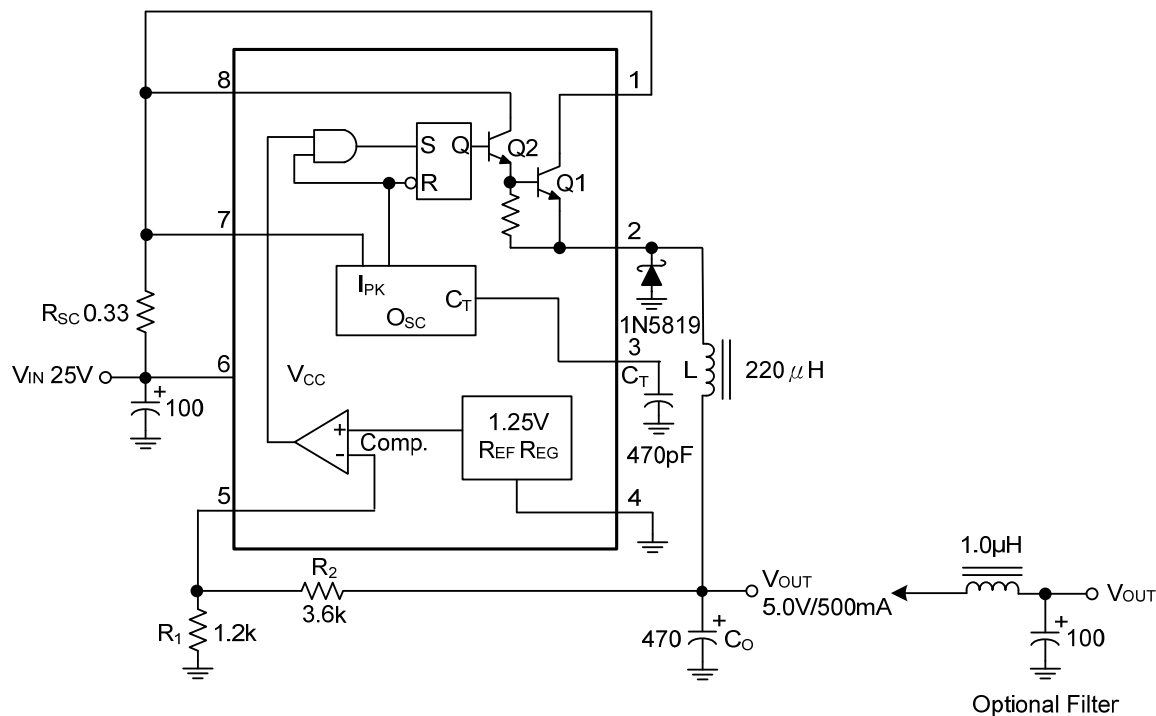 8
1
S Q
Q2
R
Q1
7
2
IPK
CT
OSC
RSC 0.33
1N5819
3
VIN 25V
6
VCC
CT
L
220 μH
+
100
1.25V
REF REG
+
Comp.
-
470pF
5
4
1.0μH
R2
3.6k
VOUT
5.0V/500mA
VOUT
R1
1.2k
+
470
CO
+
100
Optional Filter